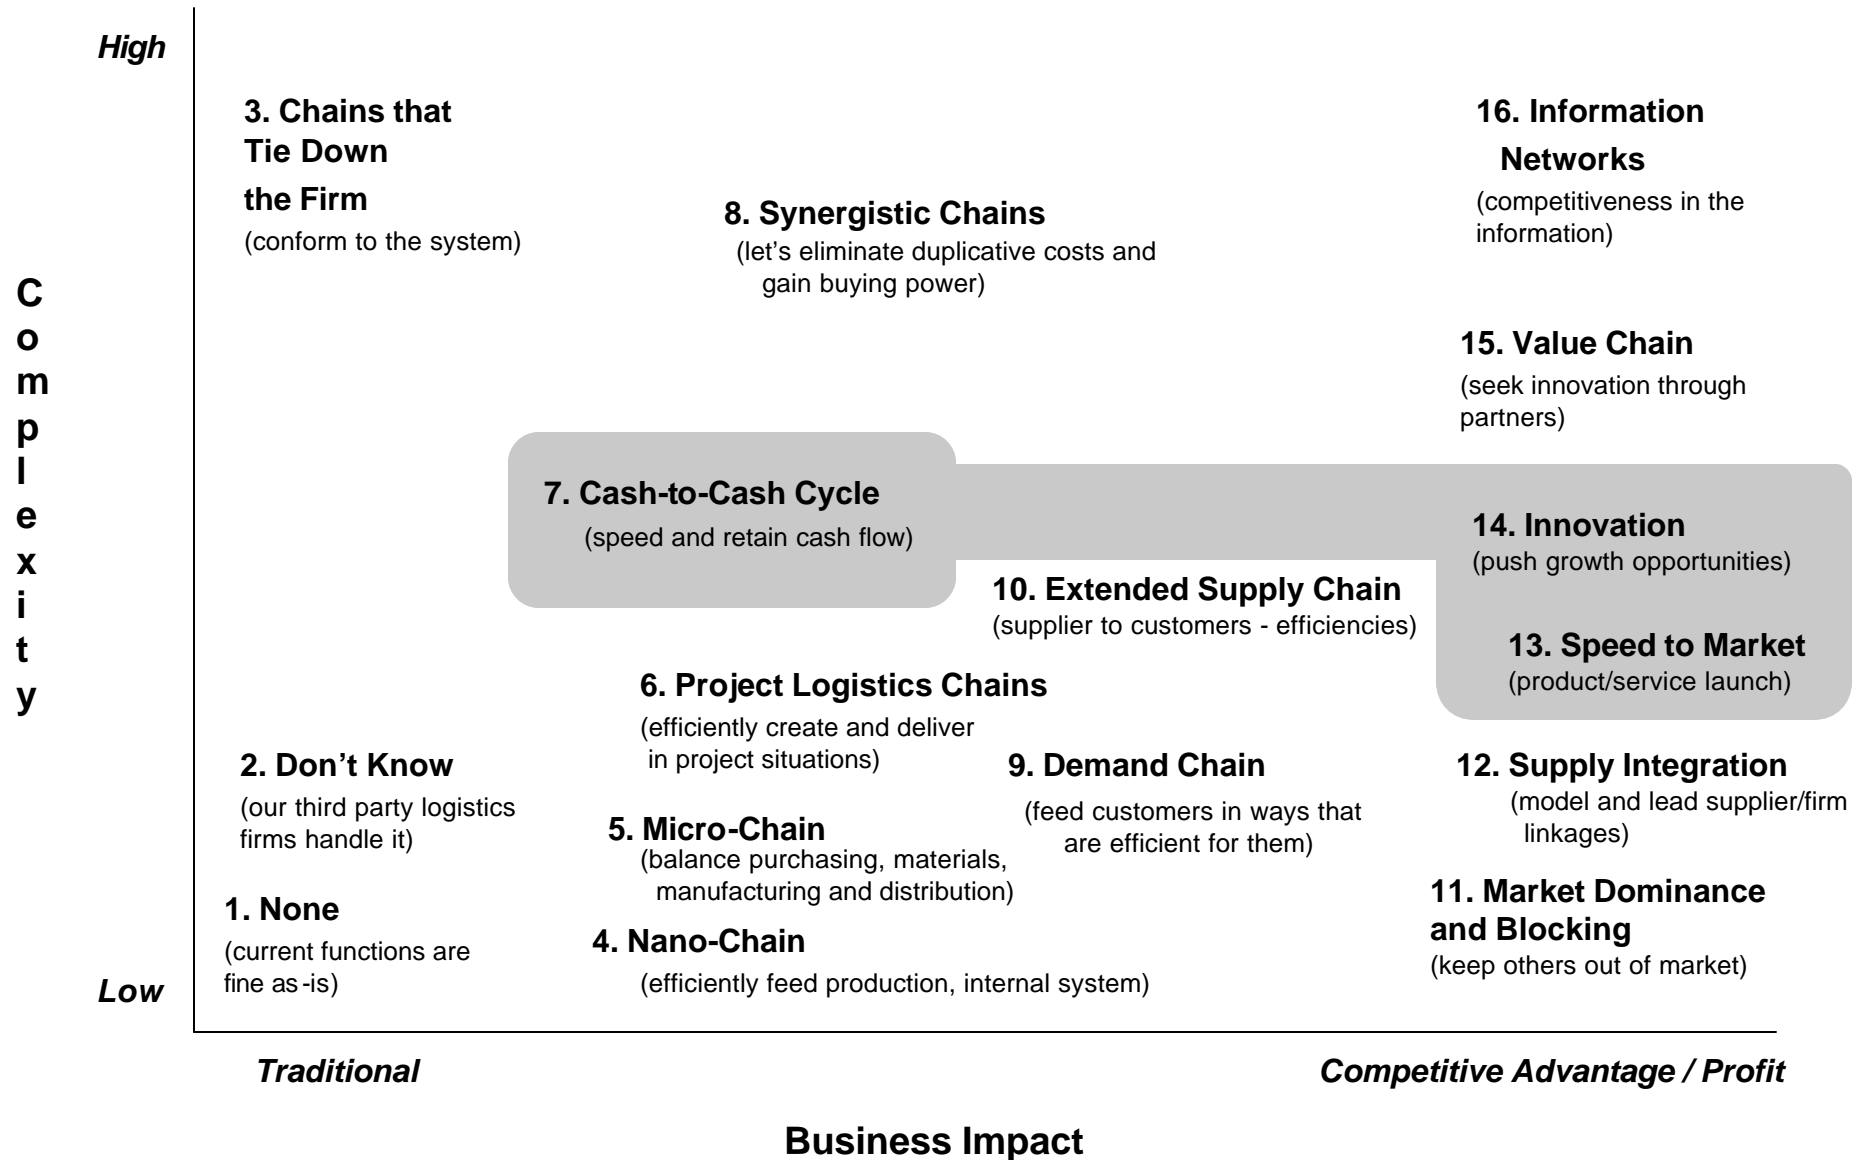 High
3. Chains that
Tie Down
the Firm
(conform to the system)
16. Information
Networks
(competitiveness in the
information)
8. Synergistic Chains
(let's eliminate duplicative costs and
gain buying power)
Complexity
15. Value Chain
(seek innovation through
partners)
7. Cash-to-Cash Cycle
(speed and retain cash flow)
14. Innovation
(push growth opportunities)
10. Extended Supply Chain
(supplier to customers - efficiencies)
13. Speed to Market
(product/service launch)
6. Project Logistics Chains
(efficiently create and deliver
in project situations)
2. Don’t Know
(our third party logistics
firms handle it)
9. Demand Chain
(feed customers in ways that
are efficient for them)
12. Supply Integration
(model and lead supplier/firm
linkages)
5. Micro-Chain
(balance purchasing, materials,
manufacturing and distribution)
1. None
(current functions are
fine as-is)
4. Nano-Chain
(efficiently feed production, internal system)
11. Market Dominance
and Blocking
(keep others out of market)
Low
Traditional
Competitive Advantage / Profit
Business Impact